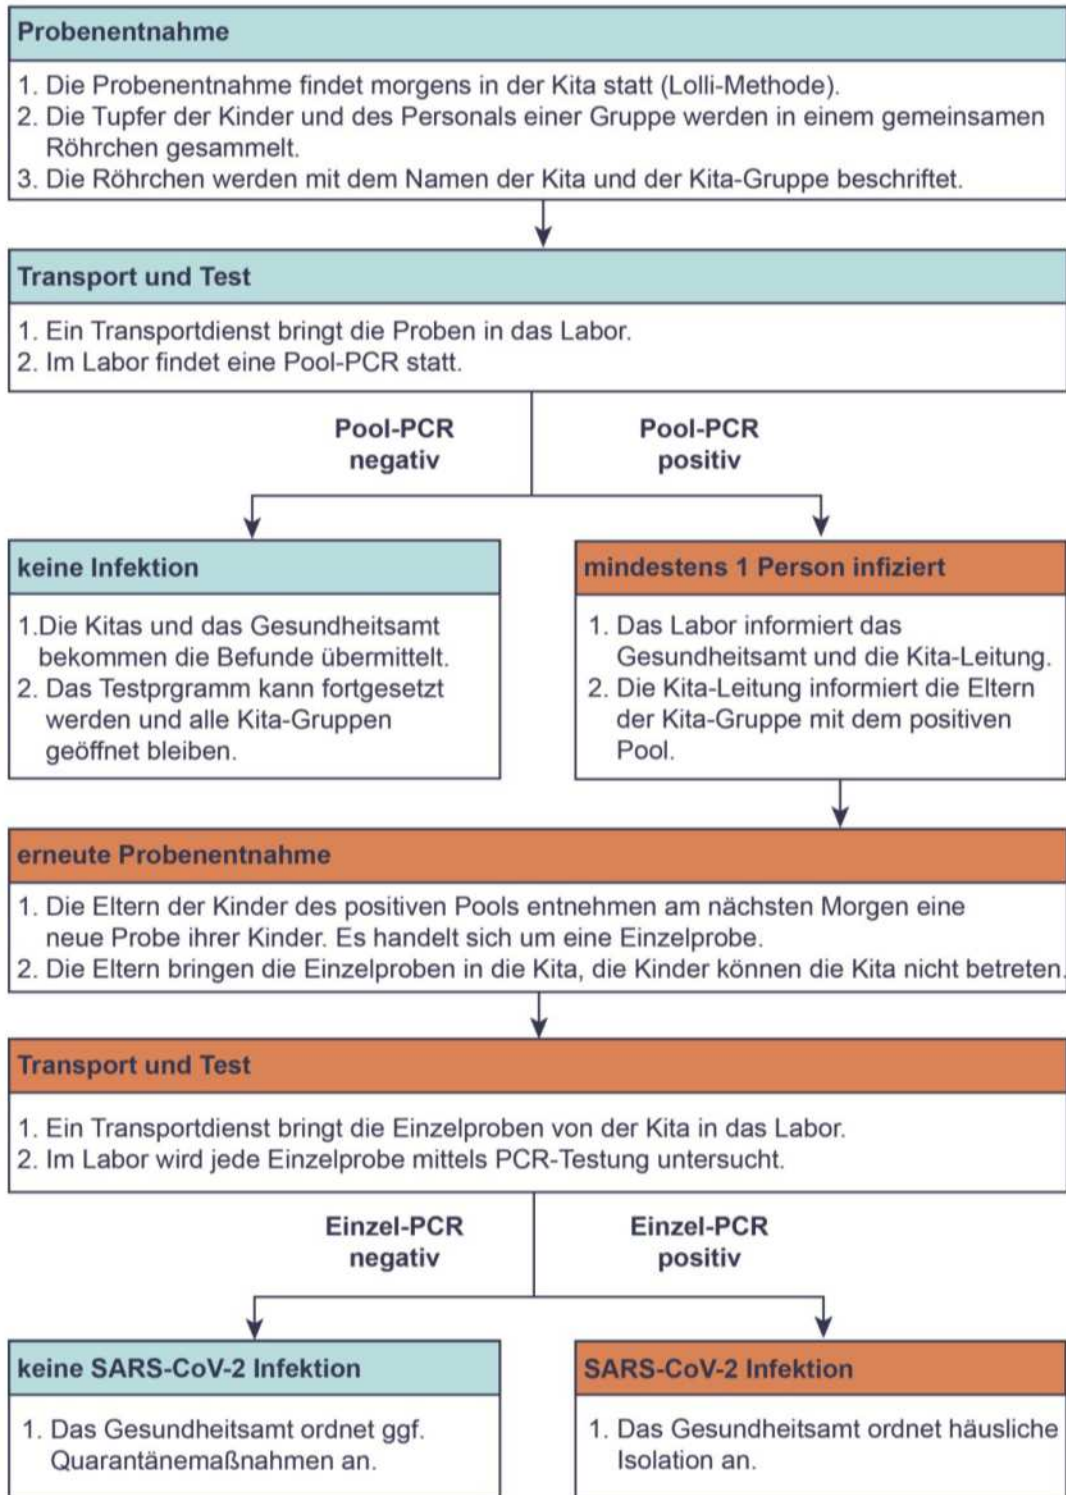 Probenentnahme
1. Die Probenentnahme findet morgens in der Kita statt (Lolli-Methode).
2. Die Tupfer der Kinder und des Personals einer Gruppe werden in einem gemeinsamen
Röhrchen gesammelt.
3. Die Röhrchen werden mit dem Namen der Kita und der Kita-Gruppe beschriftet.
Transport und Test
1. Ein Transportdienst bringt die Proben in das Labor.
2. Im Labor findet eine Pool-PCR statt.
Pool-PCR
negativ
Pool-PCR
positiv
keine Infektion
1.Die Kitas und das Gesundheitsamt
bekommen die Befunde übermittelt.
2. Das Testprgramm kann fortgesetzt
werden und alle Kita-Gruppen
geöffnet bleiben.
mindestens 1 Person infiziert
1. Das Labor informiert das
Gesundheitsamt und die Kita-Leitung.
2. Die Kita-Leitung informiert die Eltern
der Kita-Gruppe mit dem positiven
Pool.
erneute Probenentnahme
1. Die Eltern der Kinder des positiven Pools entnehmen am nächsten Morgen eine
neue Probe ihrer Kinder. Es handelt sich um eine Einzelprobe.
2. Die Eltern bringen die Einzelproben in die Kita, die Kinder können die Kita nicht betreten.
Transport und Test
1. Ein Transportdienst bringt die Einzelproben von der Kita in das Labor.
2. Im Labor wird jede Einzelprobe mittels PCR-Testung untersucht.
Einzel-PCR
negativ
Einzel-PCR
positiv
keine SARS-CoV-2 Infektion
1. Das Gesundheitsamt ordnet ggf.
Quarantänemaßnahmen an.
SARS-CoV-2 Infektion
1. Das Gesundheitsamt ordnet häusliche
Isolation an.